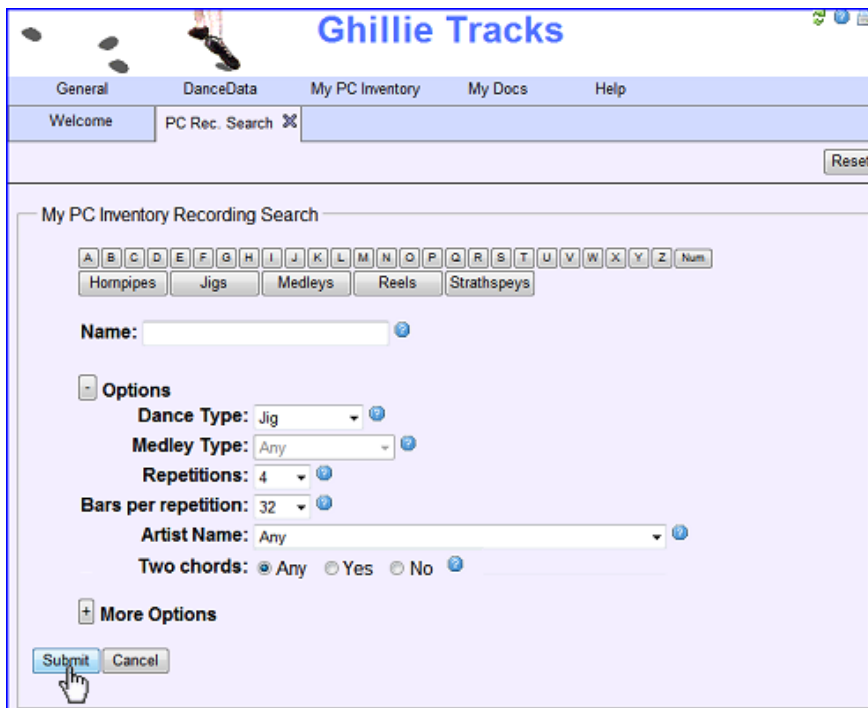 Ghillie Tracks
General DanceData My PC Inventory My Docs Help
Welcome PC Rec. Search
Reset
My PC Inventory Recording Search
A B C D E F G H I J K L M N O P Q R S T U V W X Y Z Num
Hornpipes Jigs Medleys Reels Strathspeys
Name:
- Options
Dance Type: Jig
Medley Type: Any
Repetitions: 4
Bars per repetition: 32
Artist Name: Any
Two chords: Any Yes No
+ More Options
Submit Cancel